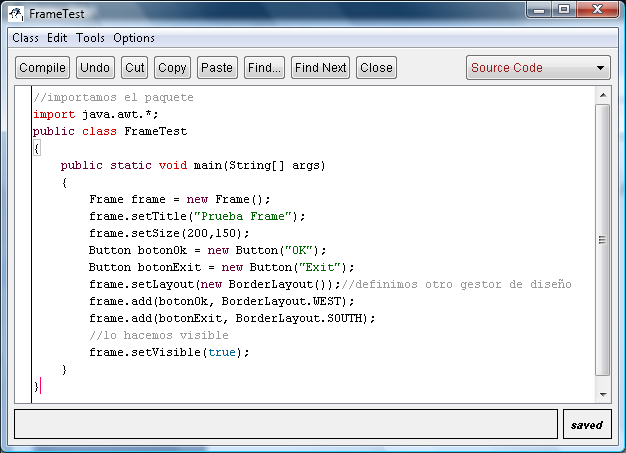 FrameTest
Class Edit Tools Options
Compile Undo Cut Copy Paste Find... Find Next Close Source Code
//importamos el paquete
import java.awt.*;
public class FrameTest
{
    public static void main(String[] args)
    {
        Frame frame = new Frame();
        frame.setTitle("Prueba Frame");
        frame.setSize(200,150);
        Button botonOk = new Button("OK");
        Button botonExit = new Button("Exit");
        frame.setLayout(new BorderLayout());//definimos otro gestor de diseño
        frame.add(botonOk, BorderLayout.WEST);
        frame.add(botonExit, BorderLayout.SOUTH);
        //lo hacemos visible
        frame.setVisible(true);
    }
}
saved